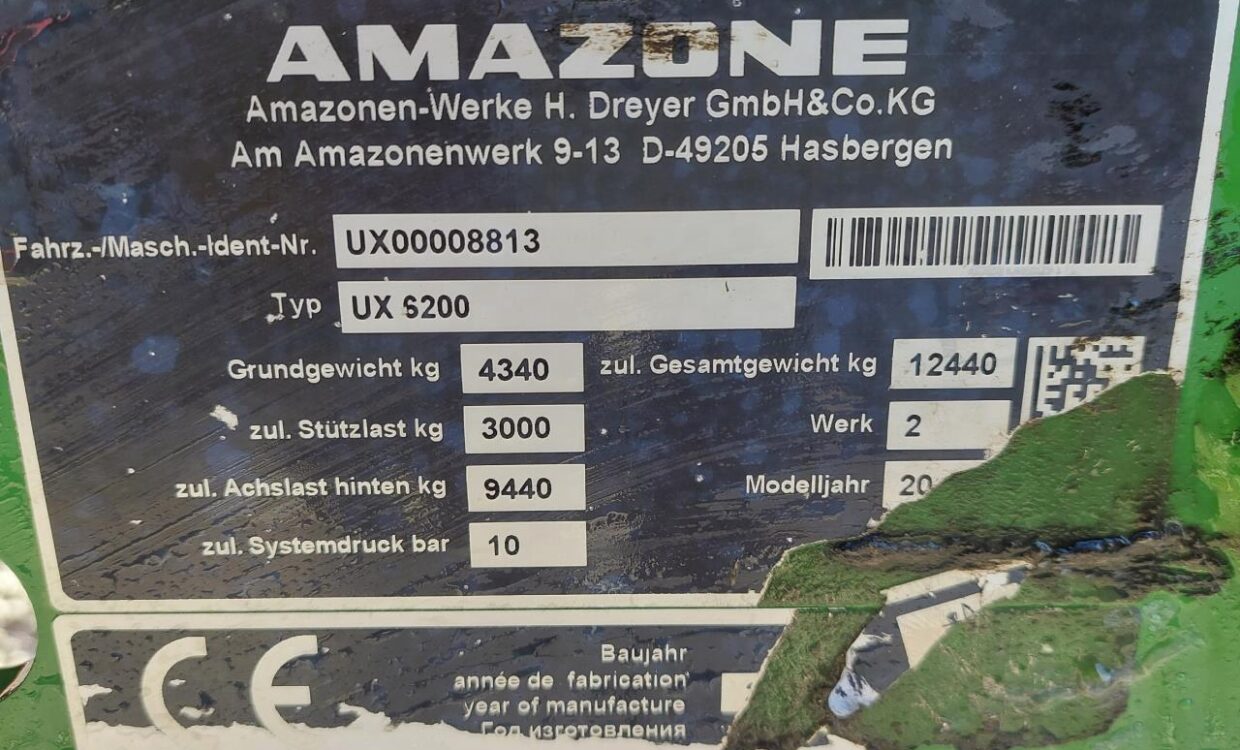 AMAZONE
Amazonen-Werke H. Dreyer GmbH&Co.KG
Am Amazonenwerk 9-13 D-49205 Hasbergen
Fahrz.-/Masch.-Ident-Nr. UX00008813
Typ UX 6200
Grundgewicht kg 4340 zul. Gesamtgewicht kg 12440
zul. Stützlast kg 3000 Werk 2
zul. Achslast hinten kg 9440 Modelljahr 20
zul. Systemdruck bar 10
CE Baujahr
année de fabrication
year of manufacture
Год изготовления